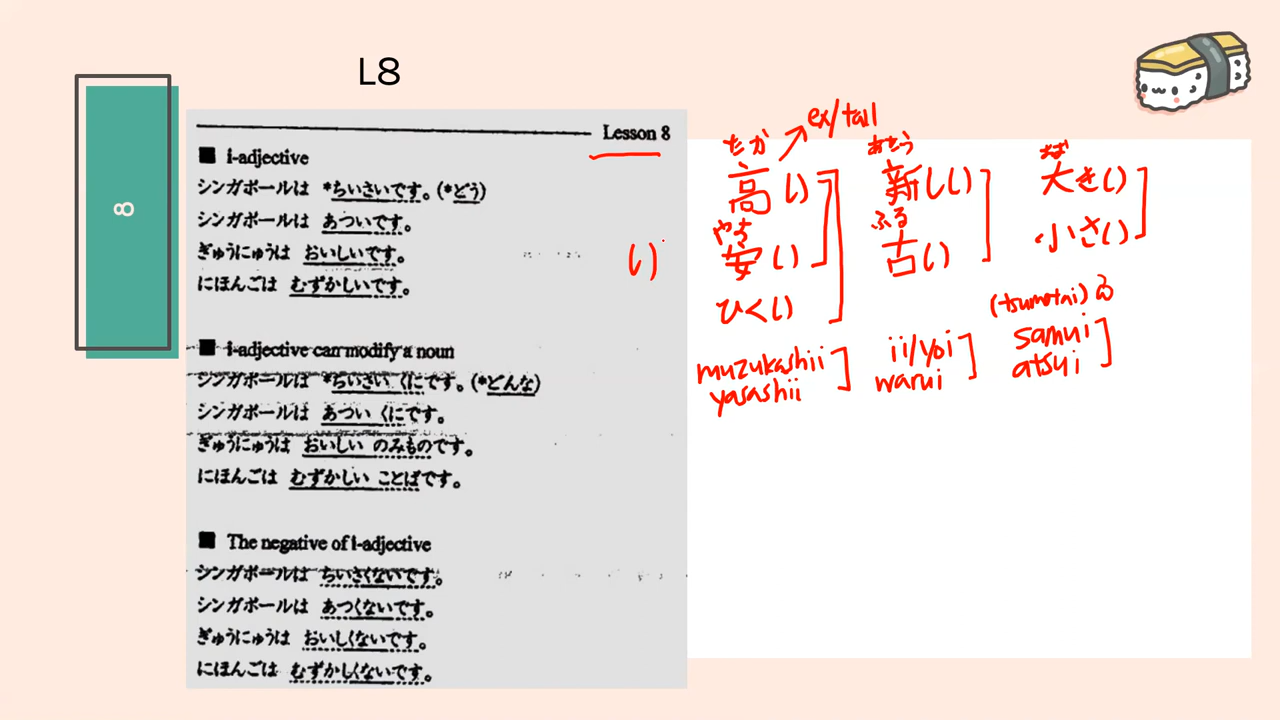 L8
8
Lesson 8
■ i-adjective
シンガポールは *ちいさいです。(*どう)
シンガポールは あついです。
ぎゅうにゅうは おいしいです。
にほんごは むずかしいです。
■ i-adjective can modify a noun
シンガポールは *ちいさい くにです。(*どんな)
シンガポールは あつい くにです。
ぎゅうにゅうは おいしい のみものです。
にほんごは むずかしい ことばです。
■ The negative of i-adjective
シンガポールは ちいさくないです。
シンガポールは あつくないです。
ぎゅうにゅうは おいしくないです。
にほんごは むずかしくないです。
い
たか
ex/tall
高い
安い
ひくい
新しい
ふる
古い
大きい
小さい
muzukashii
yasashii
ii/yoi
warui
(tsumetai)
samui
atsui